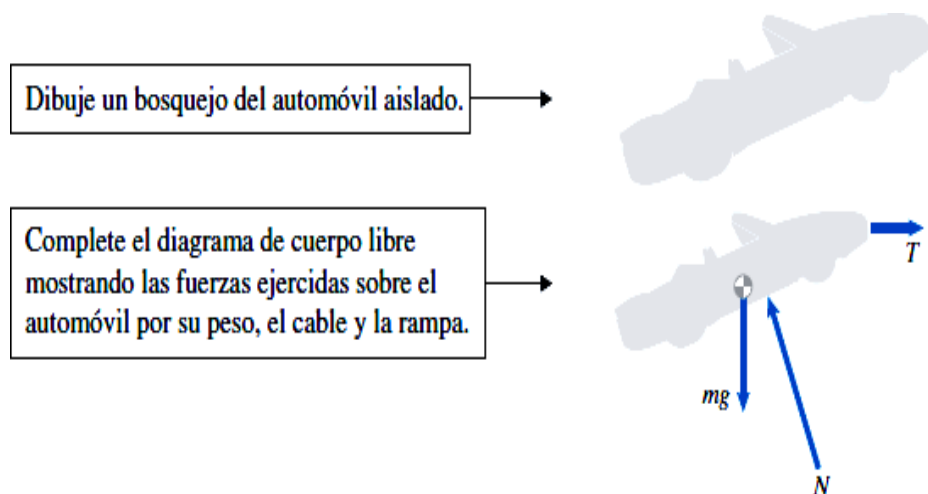 Dibuje un bosquejo del automóvil aislado.
Complete el diagrama de cuerpo libre
mostrando las fuerzas ejercidas sobre el
automóvil por su peso, el cable y la rampa.
T
mg
N